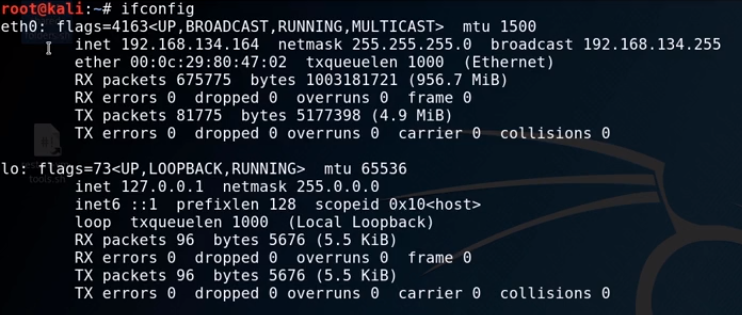 root@kali:~# ifconfig
eth0: flags=4163<UP,BROADCAST,RUNNING,MULTICAST>  mtu 1500
        inet 192.168.134.164  netmask 255.255.255.0  broadcast 192.168.134.255
        ether 00:0c:29:80:47:02  txqueuelen 1000  (Ethernet)
        RX packets 675775  bytes 1003181721 (956.7 MiB)
        RX errors 0  dropped 0  overruns 0  frame 0
        TX packets 81775  bytes 5177398 (4.9 MiB)
        TX errors 0  dropped 0 overruns 0  carrier 0  collisions 0

lo: flags=73<UP,LOOPBACK,RUNNING>  mtu 65536
        inet 127.0.0.1  netmask 255.0.0.0
        inet6 ::1  prefixlen 128  scopeid 0x10<host>
        loop  txqueuelen 1000  (Local Loopback)
        RX packets 96  bytes 5676 (5.5 KiB)
        RX errors 0  dropped 0  overruns 0  frame 0
        TX packets 96  bytes 5676 (5.5 KiB)
        TX errors 0  dropped 0 overruns 0  carrier 0  collisions 0